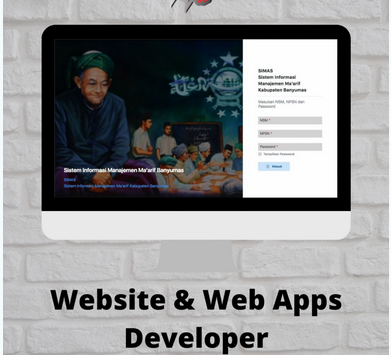 Sistem Informasi Manajemen Ma'arif Banyumas
SIMAS
Sistem Informasi Manajemen Ma'arif Kabupaten Banyumas
SIMAS
Sistem Informasi
Manajemen Ma'arif
Kabupaten Banyumas
Masukan NSM, NPSN dan
Password
NSM *
NPSN *
Password *
Tampilkan Password
Masuk
Website & Web Apps
Developer